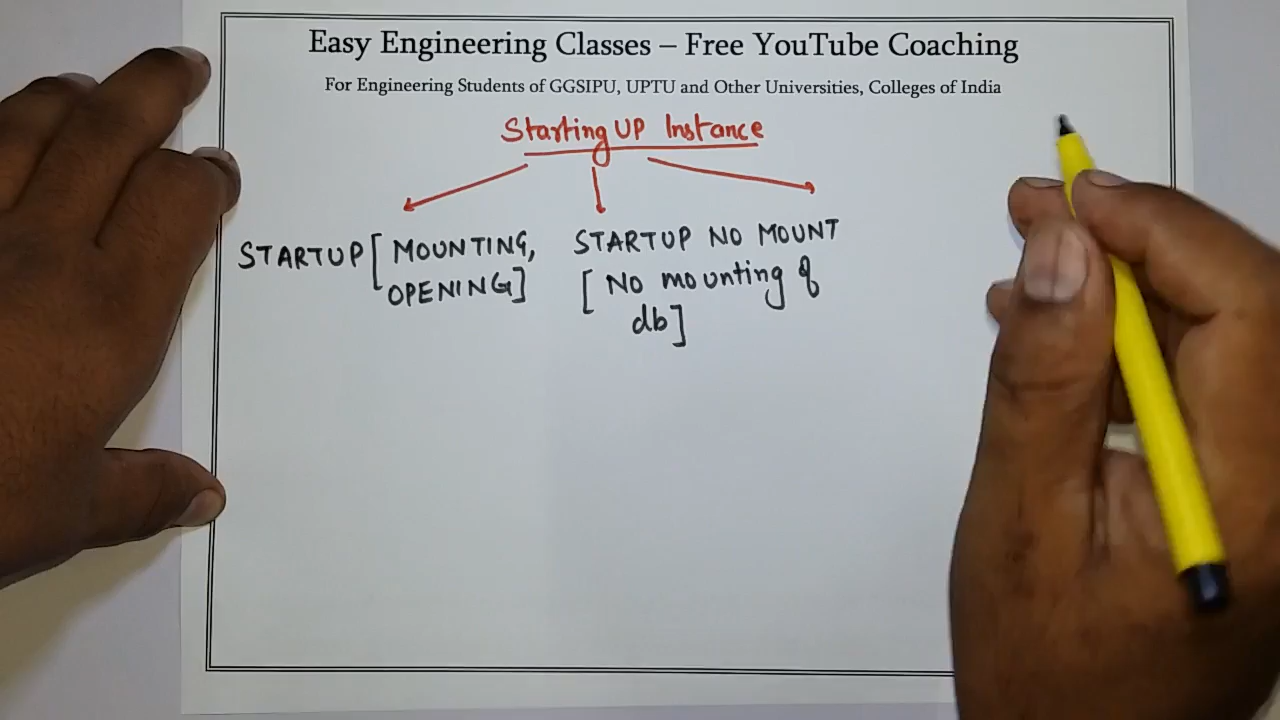 Easy Engineering Classes – Free YouTube Coaching
For Engineering Students of GGSIPU, UPTU and Other Universities, Colleges of India
Starting UP Instance
STARTUP [ MOUNTING,
OPENING]
STARTUP NO MOUNT
[ No mounting of
db]